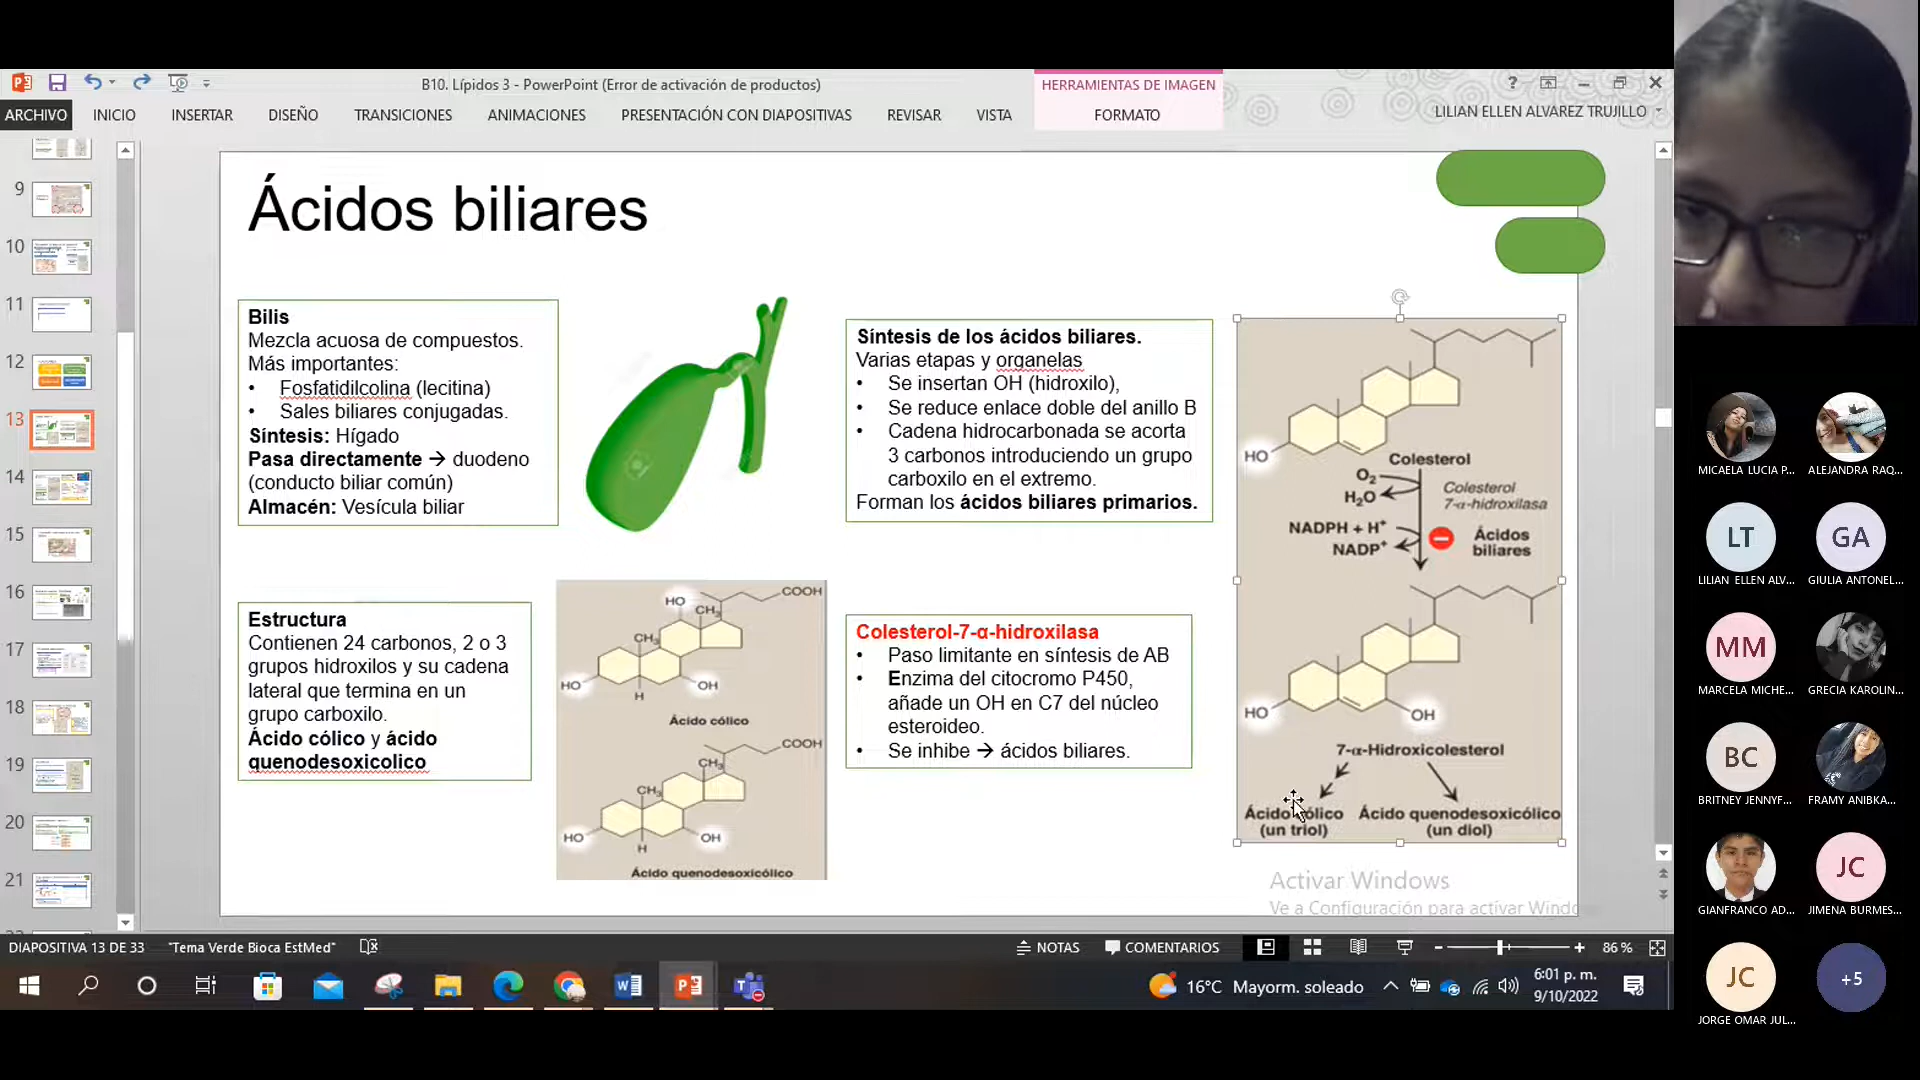 B10. Lípidos 3 - PowerPoint (Error de activación de productos)
HERRAMIENTAS DE IMAGEN
?
ARCHIVO
INICIO
INSERTAR
DISEÑO
TRANSICIONES
ANIMACIONES
PRESENTACIÓN CON DIAPOSITIVAS
REVISAR
VISTA
FORMATO
LILIAN ELLEN ALVAREZ TRUJILLO
9
10
11
12
13
14
15
16
17
18
19
20
21
Ácidos biliares
Bilis
Mezcla acuosa de compuestos.
Más importantes:
• Fosfatidilcolina (lecitina)
• Sales biliares conjugadas.
Síntesis: Hígado
Pasa directamente → duodeno
(conducto biliar común)
Almacén: Vesícula biliar
Síntesis de los ácidos biliares.
Varias etapas y organelas
• Se insertan OH (hidroxilo),
• Se reduce enlace doble del anillo B
• Cadena hidrocarbonada se acorta
3 carbonos introduciendo un grupo
carboxilo en el extremo.
Forman los ácidos biliares primarios.
Estructura
Contienen 24 carbonos, 2 o 3
grupos hidroxilos y su cadena
lateral que termina en un
grupo carboxilo.
Ácido cólico y ácido
quenodesoxicolico
HO
CH3
COOH
CH3
HO
H
OH
Ácido cólico
COOH
CH3
CH3
HO
H
OH
Ácido quenodesoxicólico
Colesterol-7-α-hidroxilasa
• Paso limitante en síntesis de AB
• Enzima del citocromo P450,
añade un OH en C7 del núcleo
esteroideo.
• Se inhibe → ácidos biliares.
HO
Colesterol
O2
H2O
Colesterol
7-α-hidroxilasa
NADPH + H+
NADP+
Ácidos
biliares
HO
OH
7-α-Hidroxicolesterol
Ácido cólico
(un triol)
Ácido quenodesoxicólico
(un diol)
Activar Windows
Ve a Configuración para activar Windo
DIAPOSITIVA 13 DE 33
"Tema Verde Bioca EstMed"
NOTAS
COMENTARIOS
86 %
16°C Mayorm. soleado
6:01 p. m.
9/10/2022
MICAELA LUCIA P...
ALEJANDRA RAQ...
LT
LILIAN ELLEN ALV...
GA
GIULIA ANTONEL...
MM
MARCELA MICHE...
GRECIA KAROLIN...
BC
BRITNEY JENNYF...
FRAMY ANIBKA...
GIANFRANCO AD...
JC
JIMENA BURMES...
JC
JORGE OMAR JUL...
+5